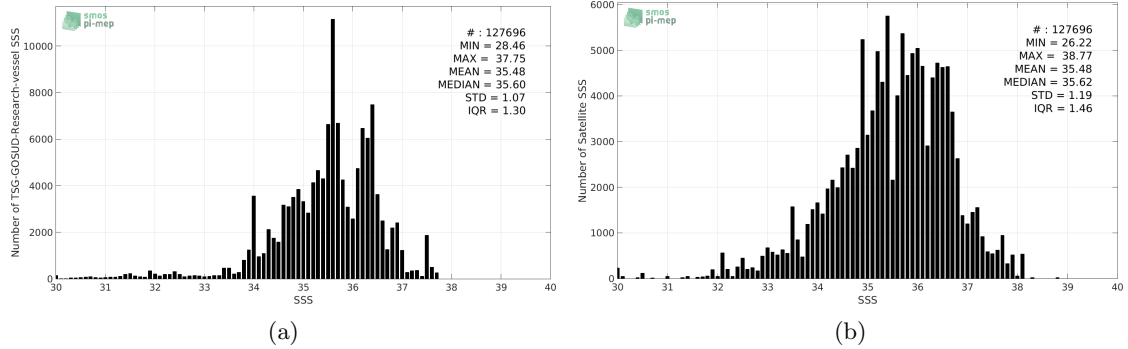 smos
pi-mep
# : 127696
MIN = 28.46
MAX = 37.75
MEAN = 35.48
MEDIAN = 35.60
STD = 1.07
IQR = 1.30
Number of TSG-GOSUD-Research-vessel SSS
10000
8000
6000
4000
2000
0
30 31 32 33 34 35 36 37 38 39 40
SSS
(a)
smos
pi-mep
# : 127696
MIN = 26.22
MAX = 38.77
MEAN = 35.48
MEDIAN = 35.62
STD = 1.19
IQR = 1.46
Number of Satellite SSS
6000
5000
4000
3000
2000
1000
0
30 31 32 33 34 35 36 37 38 39 40
SSS
(b)